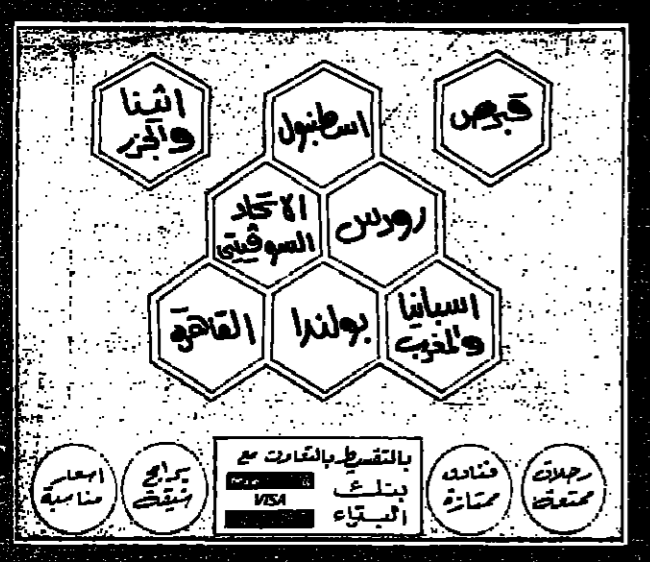 قبرص
اسطنبول
اثينا
والجزر
رودس
الاتحاد
السوڤيتي
اسبانيا
والمغرب
بولندا
القاهرة
رحلات
ممتعة
فنادق
ممتازة
بالتقسيط بالتعاون مع
بنك
VISA
البتراء
برامج
شيقة
اسعار
مناسبة